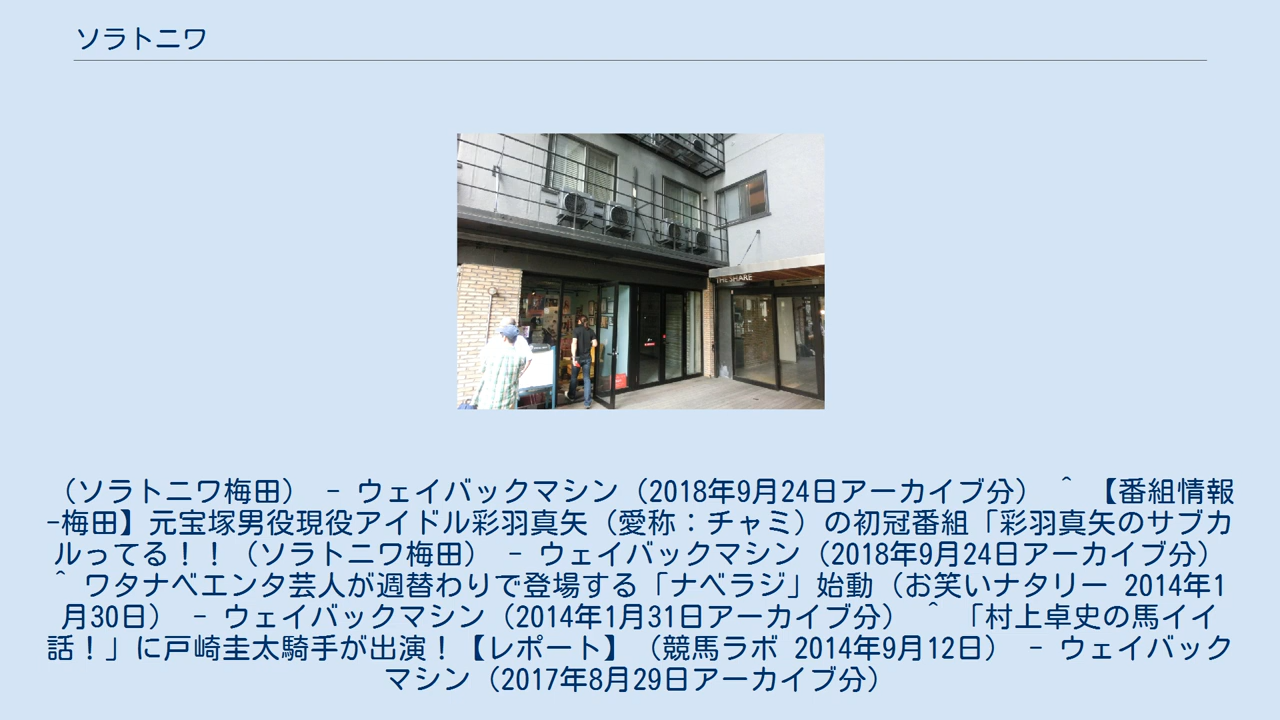 ソラトニワ
THE SHARE
（ソラトニワ梅田） - ウェイバックマシン（2018年9月24日アーカイブ分） ^ 【番組情報
-梅田】元宝塚男役現役アイドル彩羽真矢（愛称：チャミ）の初冠番組「彩羽真矢のサブカ
ルってる！！（ソラトニワ梅田） - ウェイバックマシン（2018年9月24日アーカイブ分）
^ ワタナベエンタ芸人が週替わりで登場する「ナベラジ」始動（お笑いナタリー 2014年1
月30日） - ウェイバックマシン（2014年1月31日アーカイブ分） ^ 「村上卓史の馬イイ
話！」に戸崎圭太騎手が出演！【レポート】（競馬ラボ 2014年9月12日） - ウェイバック
マシン（2017年8月29日アーカイブ分）